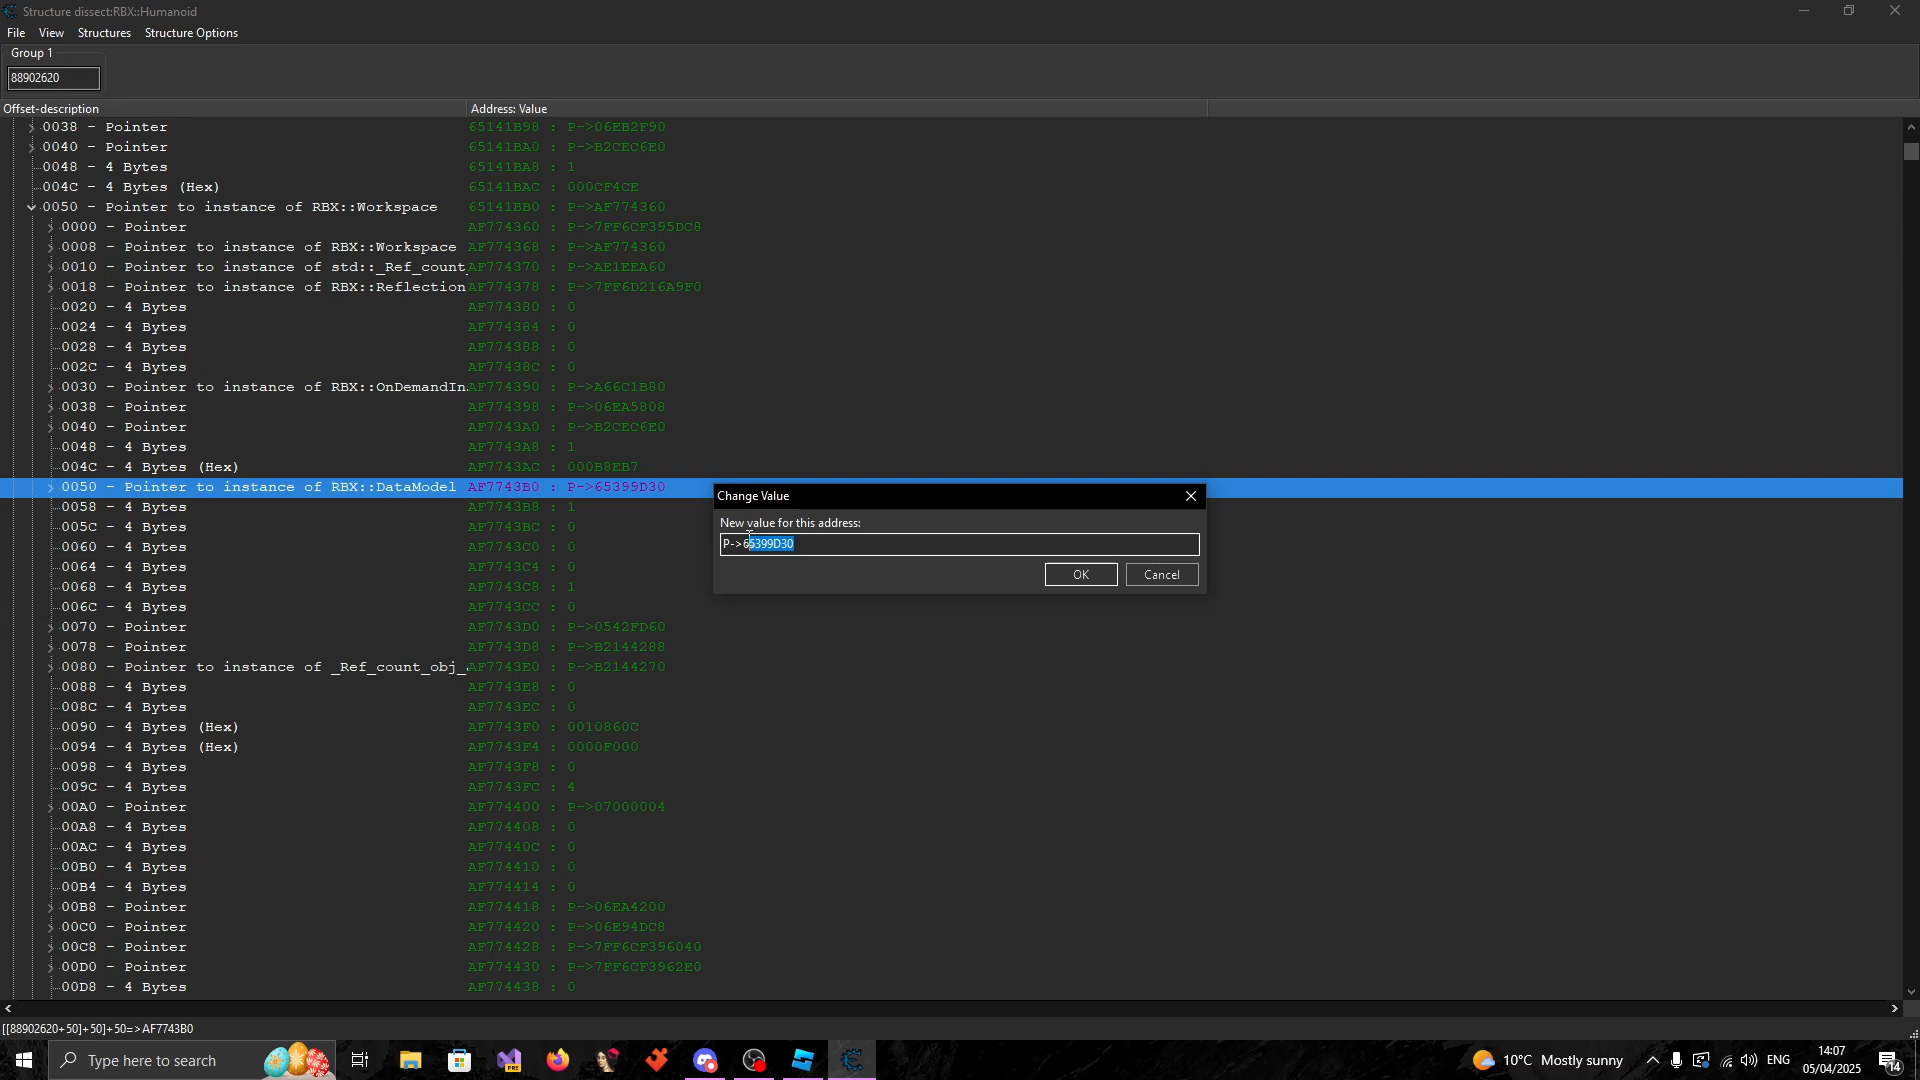 Structure dissect:RBX::Humanoid
File View Structures Structure Options
Group 1
88902620
Offset-description Address: Value
0038 - Pointer 65141B98 : P->06EB2F90
0040 - Pointer 65141BA0 : P->B2CEC6E0
0048 - 4 Bytes 65141BA8 : 1
004C - 4 Bytes (Hex) 65141BAC : 000CF4CE
0050 - Pointer to instance of RBX::Workspace 65141BB0 : P->AF774360
0000 - Pointer AF774360 : P->7FF6CF395DC8
0008 - Pointer to instance of RBX::Workspace AF774368 : P->AF774360
0010 - Pointer to instance of std::_Ref_count_ AF774370 : P->AE1EEA60
0018 - Pointer to instance of RBX::Reflection AF774378 : P->7FF6D216A9F0
0020 - 4 Bytes AF774380 : 0
0024 - 4 Bytes AF774384 : 0
0028 - 4 Bytes AF774388 : 0
002C - 4 Bytes AF77438C : 0
0030 - Pointer to instance of RBX::OnDemandIn AF774390 : P->A66C1B80
0038 - Pointer AF774398 : P->06EA5808
0040 - Pointer AF7743A0 : P->B2CEC6E0
0048 - 4 Bytes AF7743A8 : 1
004C - 4 Bytes (Hex) AF7743AC : 000B8EB7
0050 - Pointer to instance of RBX::DataModel AF7743B0 : P->65399D30
0058 - 4 Bytes AF7743B8 : 1
005C - 4 Bytes AF7743BC : 0
0060 - 4 Bytes AF7743C0 : 0
0064 - 4 Bytes AF7743C4 : 0
0068 - 4 Bytes AF7743C8 : 1
006C - 4 Bytes AF7743CC : 0
0070 - Pointer AF7743D0 : P->0542FD60
0078 - Pointer AF7743D8 : P->B2144288
0080 - Pointer to instance of _Ref_count_obj_ AF7743E0 : P->B2144270
0088 - 4 Bytes AF7743E8 : 0
008C - 4 Bytes AF7743EC : 0
0090 - 4 Bytes (Hex) AF7743F0 : 0010860C
0094 - 4 Bytes (Hex) AF7743F4 : 0000F000
0098 - 4 Bytes AF7743F8 : 0
009C - 4 Bytes AF7743FC : 4
00A0 - Pointer AF774400 : P->07000004
00A8 - 4 Bytes AF774408 : 0
00AC - 4 Bytes AF77440C : 0
00B0 - 4 Bytes AF774410 : 0
00B4 - 4 Bytes AF774414 : 0
00B8 - Pointer AF774418 : P->06EA4200
00C0 - Pointer AF774420 : P->06E94DC8
00C8 - Pointer AF774428 : P->7FF6CF396040
00D0 - Pointer AF774430 : P->7FF6CF3962E0
00D8 - 4 Bytes AF774438 : 0
Change Value
New value for this address:
P->65399D30
OK Cancel
[[88902620+50]+50]+50=>AF7743B0
Type here to search
PRE
10°C Mostly sunny
ENG
14:07
05/04/2025
14